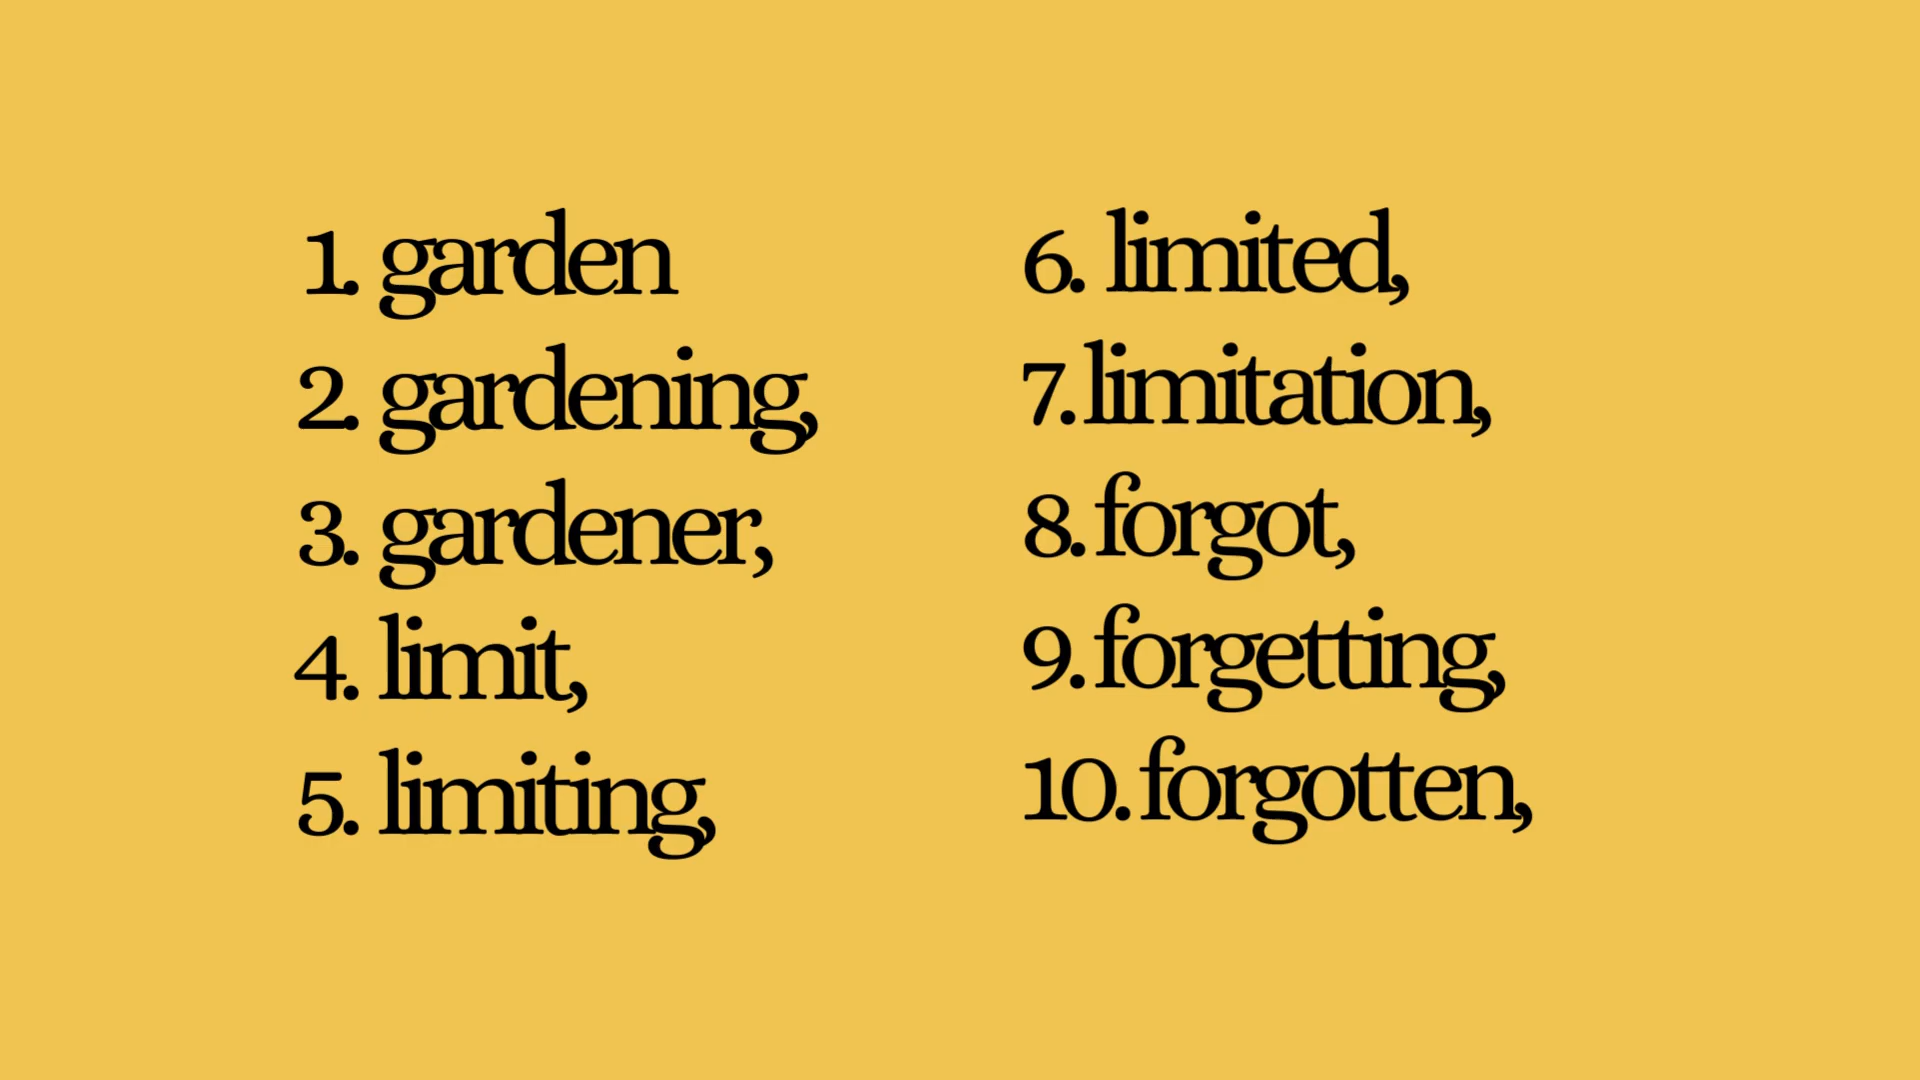 1. garden
2. gardening,
3. gardener,
4. limit,
5. limiting,
6. limited,
7. limitation,
8. forgot,
9. forgetting,
10. forgotten,